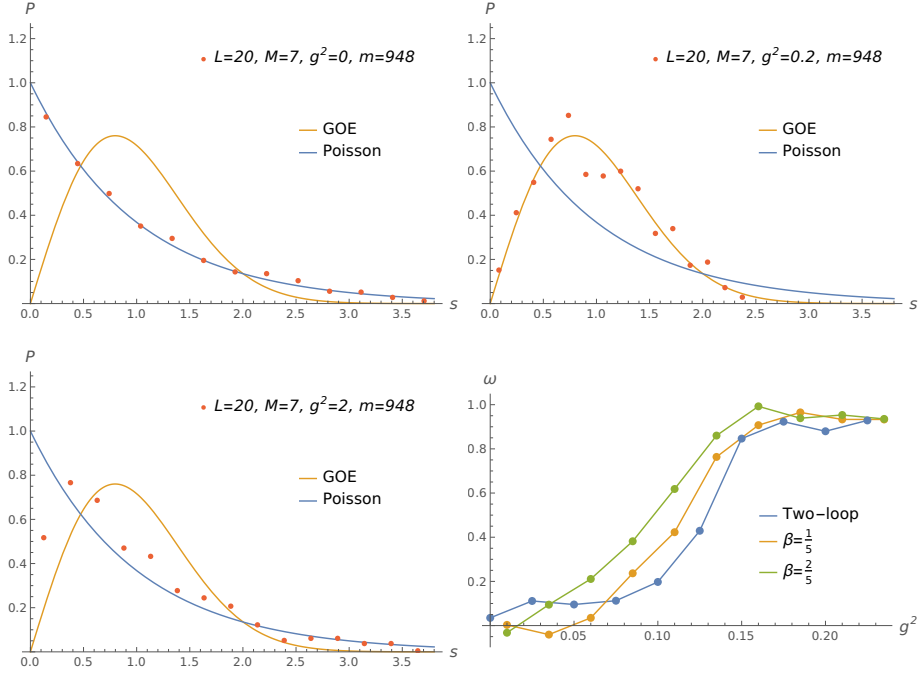 P
1.2
L=20, M=7, g²=0, m=948
1.0
0.8
GOE
Poisson
0.6
0.4
0.2
0.0 0.5 1.0 1.5 2.0 2.5 3.0 3.5 s
P
1.2
L=20, M=7, g²=0.2, m=948
1.0
0.8
GOE
Poisson
0.6
0.4
0.2
0.0 0.5 1.0 1.5 2.0 2.5 3.0 3.5 s
P
1.2
L=20, M=7, g²=2, m=948
1.0
0.8
GOE
Poisson
0.6
0.4
0.2
0.0 0.5 1.0 1.5 2.0 2.5 3.0 3.5 s
ω
1.0
0.8
0.6
Two-loop
β=1/5
0.4
β=2/5
0.2
0.05 0.10 0.15 0.20 g²